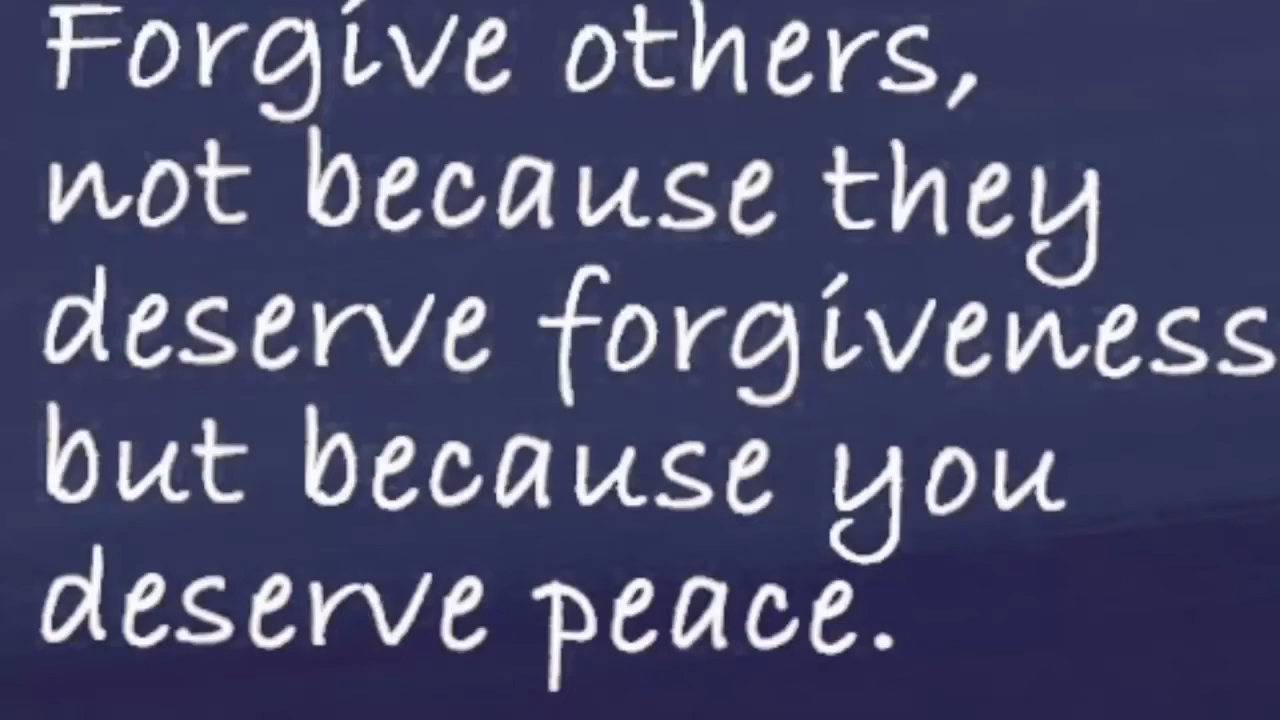 Forgive others,
not because they
deserve forgiveness
but because you
deserve peace.